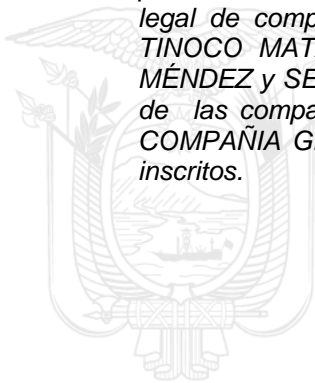 legal de comp
TINOCO MAT
MÉNDEZ y SE
de las compa
COMPAÑIA G
inscritos.